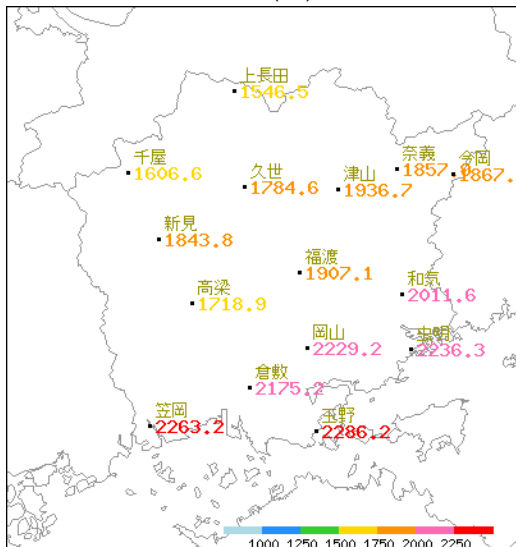 上長田
1546.5
千屋
1606.6
久世
1784.6
津山
1936.7
奈義
今岡
1867.
新見
1843.8
福渡
1907.1
和気
2011.6
高梁
1718.9
岡山
2229.2
虫明
2236.3
倉敷
2175.2
笠岡
2263.2
玉野
2286.2
1000 1250 1500 1750 2000 2250